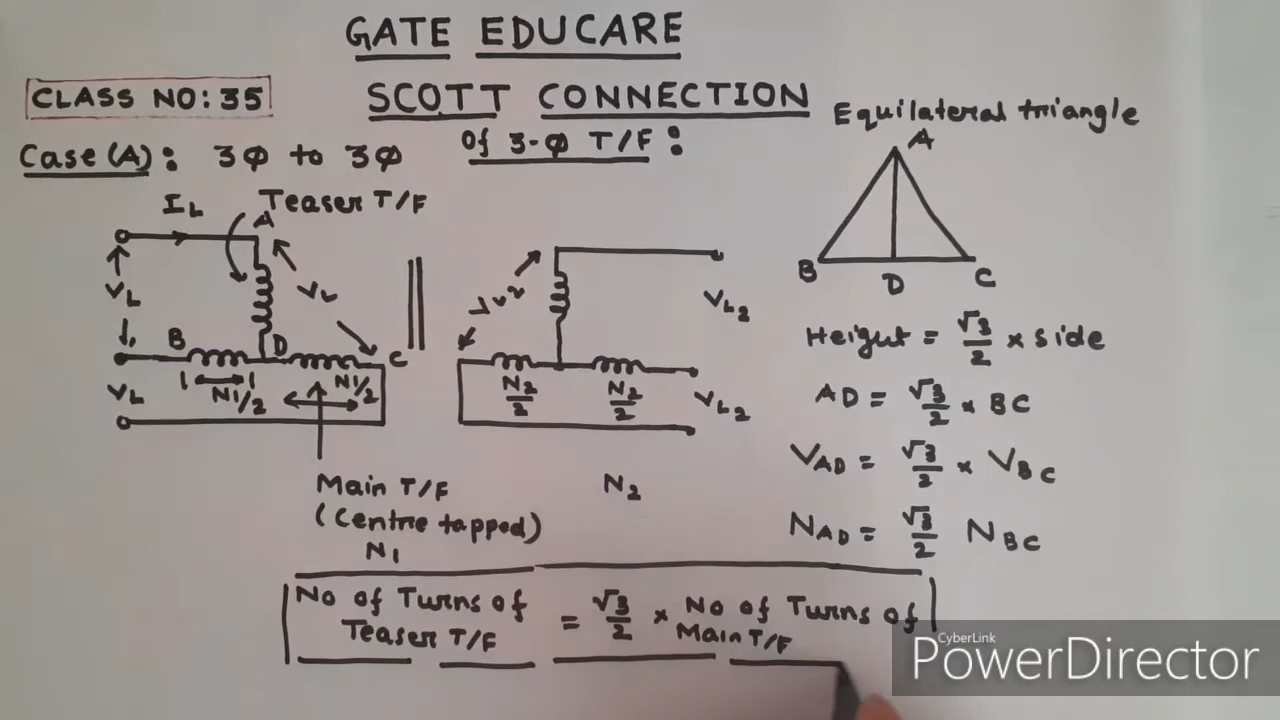 GATE EDUCARE
CLASS NO: 35
SCOTT CONNECTION
Of 3-φ T/F:
Case (A): 3φ to 3φ
Equilateral triangle
A
B
D
C
IL
Teaser T/F
A
VL
VL
B
D
C
VL
N1/2
N1/2
Main T/F
(Centre tapped)
N1
VL2
VL2
N2/2
N2/2
VL2
N2
Height = √3/2 × Side
AD = √3/2 × BC
VAD = √3/2 × VBC
NAD = √3/2 NBC
No of Turns of Teaser T/F = √3/2 × No of Turns of Main T/F
CyberLink
PowerDirector